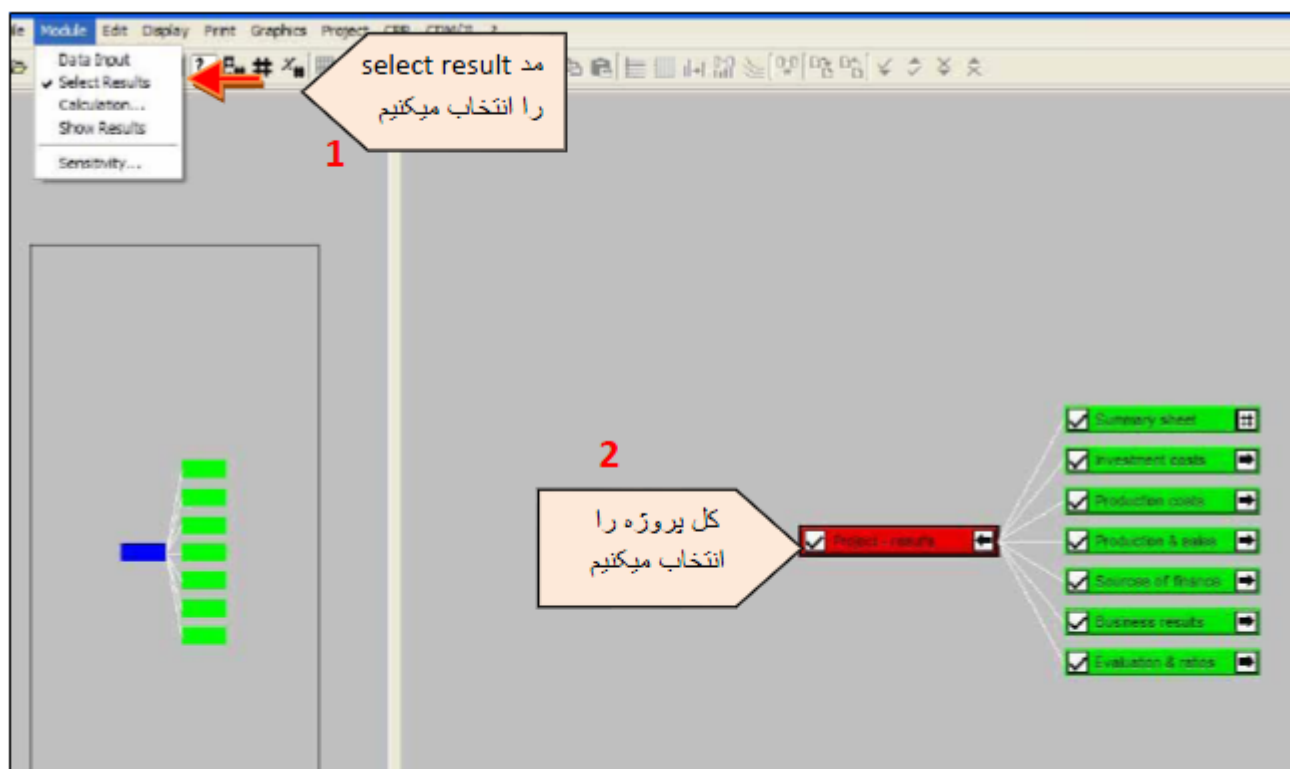 Module Edit Display Print Graphics Project
Data Input
Select Results
Calculation...
Show Results
Sensitivity...
مد select result
را انتخاب میکنیم
1
2
کل پروژه را
انتخاب میکنیم
Project - results
Summary sheet
Investment costs
Production costs
Production & sales
Sources of finance
Business results
Evaluation & ratios